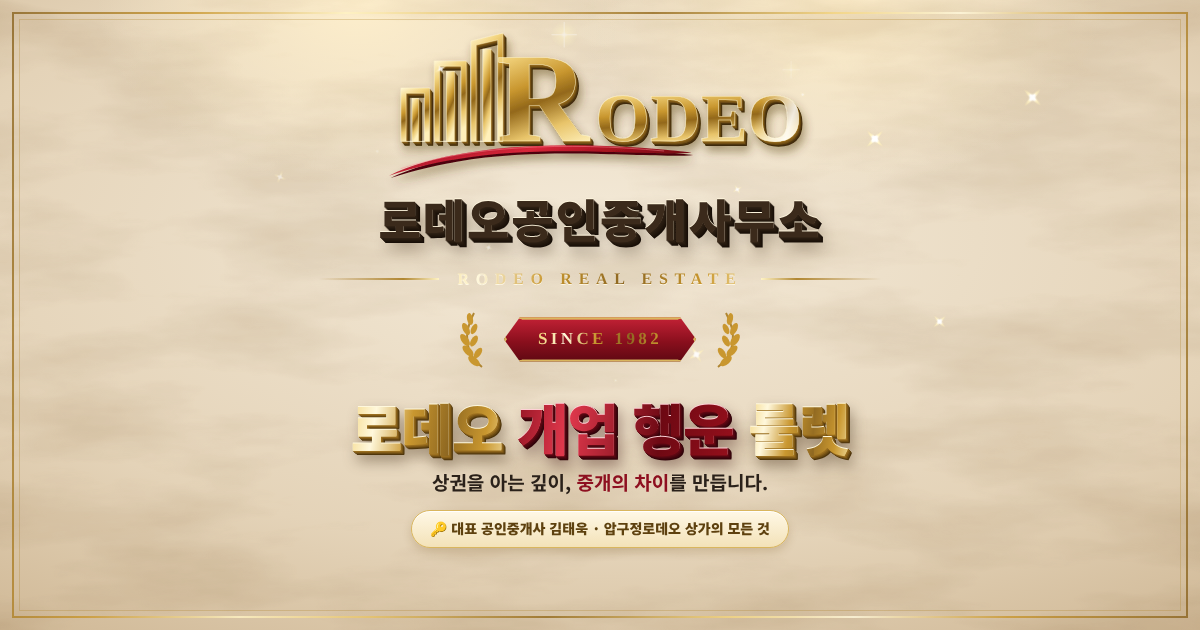 RODEO
로데오공인중개사무소
RODEO REAL ESTATE
SINCE 1982
로데오 개업 행운 룰렛
상권을 아는 깊이, 중개의 차이를 만듭니다.
🔑 대표 공인중개사 김태욱 · 압구정로데오 상가의 모든 것